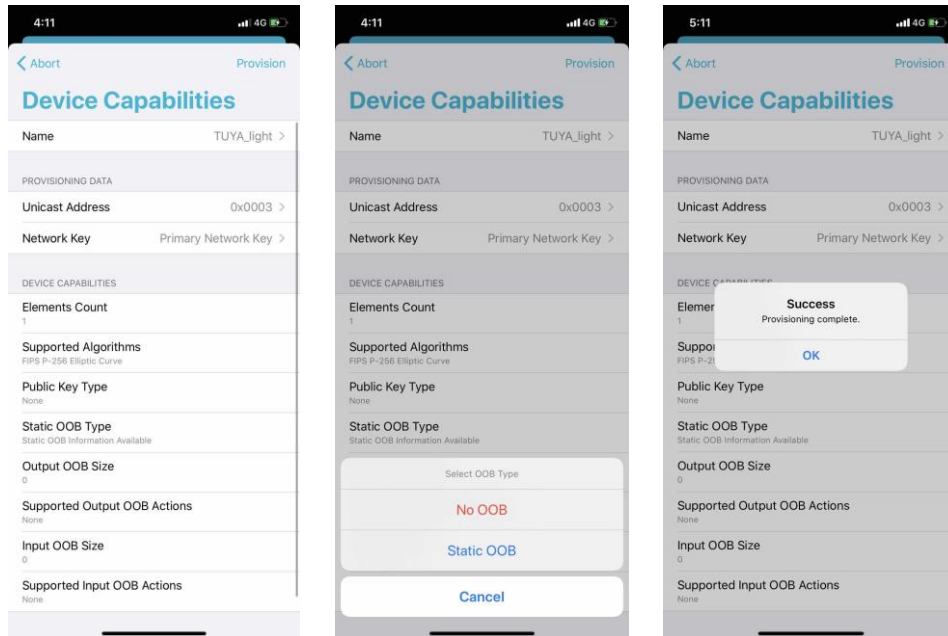 4:11
4G
Abort
Provision
Device Capabilities
Name TUYA_light
PROVISIONING DATA
Unicast Address 0x0003
Network Key Primary Network Key
DEVICE CAPABILITIES
Elements Count
1
Supported Algorithms
FIPS P-256 Elliptic Curve
Public Key Type
None
Static OOB Type
Static OOB Information Available
Output OOB Size
0
Supported Output OOB Actions
None
Input OOB Size
0
Supported Input OOB Actions
None
4:11
4G
Abort
Provision
Device Capabilities
Name TUYA_light
PROVISIONING DATA
Unicast Address 0x0003
Network Key Primary Network Key
DEVICE CAPABILITIES
Elements Count
1
Supported Algorithms
FIPS P-256 Elliptic Curve
Public Key Type
None
Static OOB Type
Static OOB Information Available
Select OOB Type
No OOB
Static OOB
Cancel
5:11
4G
Abort
Provision
Device Capabilities
Name TUYA_light
PROVISIONING DATA
Unicast Address 0x0003
Network Key Primary Network Key
DEVICE
Elemen
1
Success
Provisioning complete.
OK
Suppor
FIPS P-25
Public Key Type
None
Static OOB Type
Static OOB Information Available
Output OOB Size
0
Supported Output OOB Actions
None
Input OOB Size
0
Supported Input OOB Actions
None